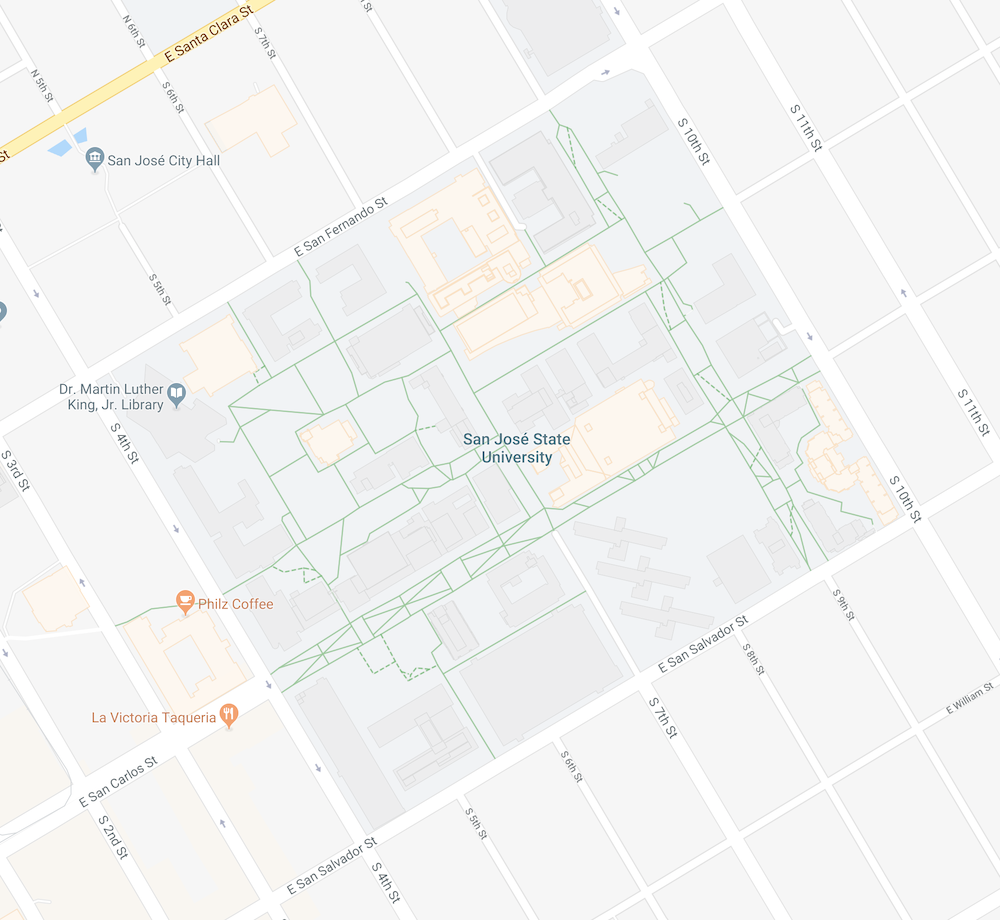 N 6th St
E Santa Clara St
S 7th St
N 5th St
S 6th St
St
San José City Hall
S 10th St
S 11th St
E San Fernando St
S 5th St
Dr. Martin Luther
King, Jr. Library
S 4th St
S 3rd St
San José State
University
S 11th St
S 10th St
Philz Coffee
S 9th St
E San Salvador St
S 8th St
La Victoria Taqueria
S 7th St
E William St
E San Carlos St
S 6th St
S 2nd St
S 5th St
E San Salvador St
S 4th St